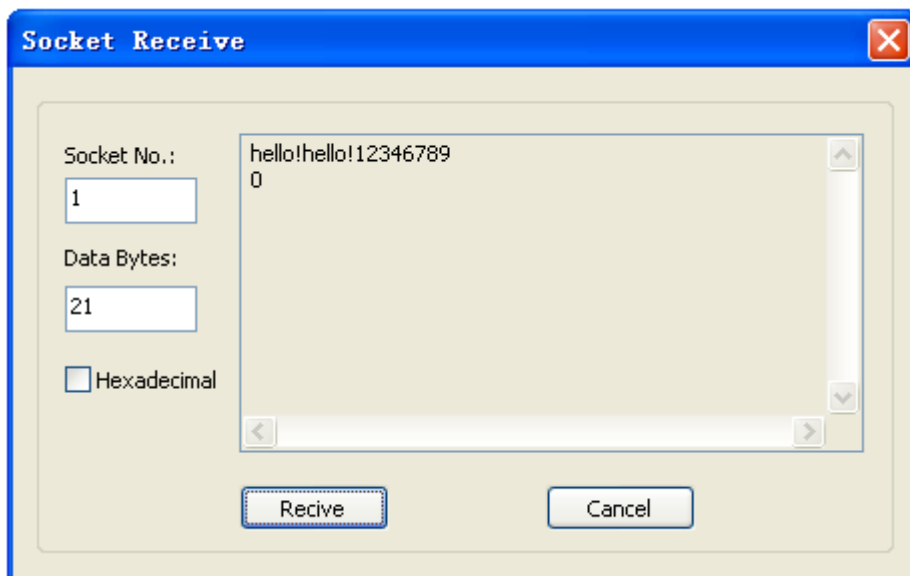 Socket Receive
Socket No.:
1
Data Bytes:
21
Hexadecimal
hello!hello!12346789
0
Recive
Cancel